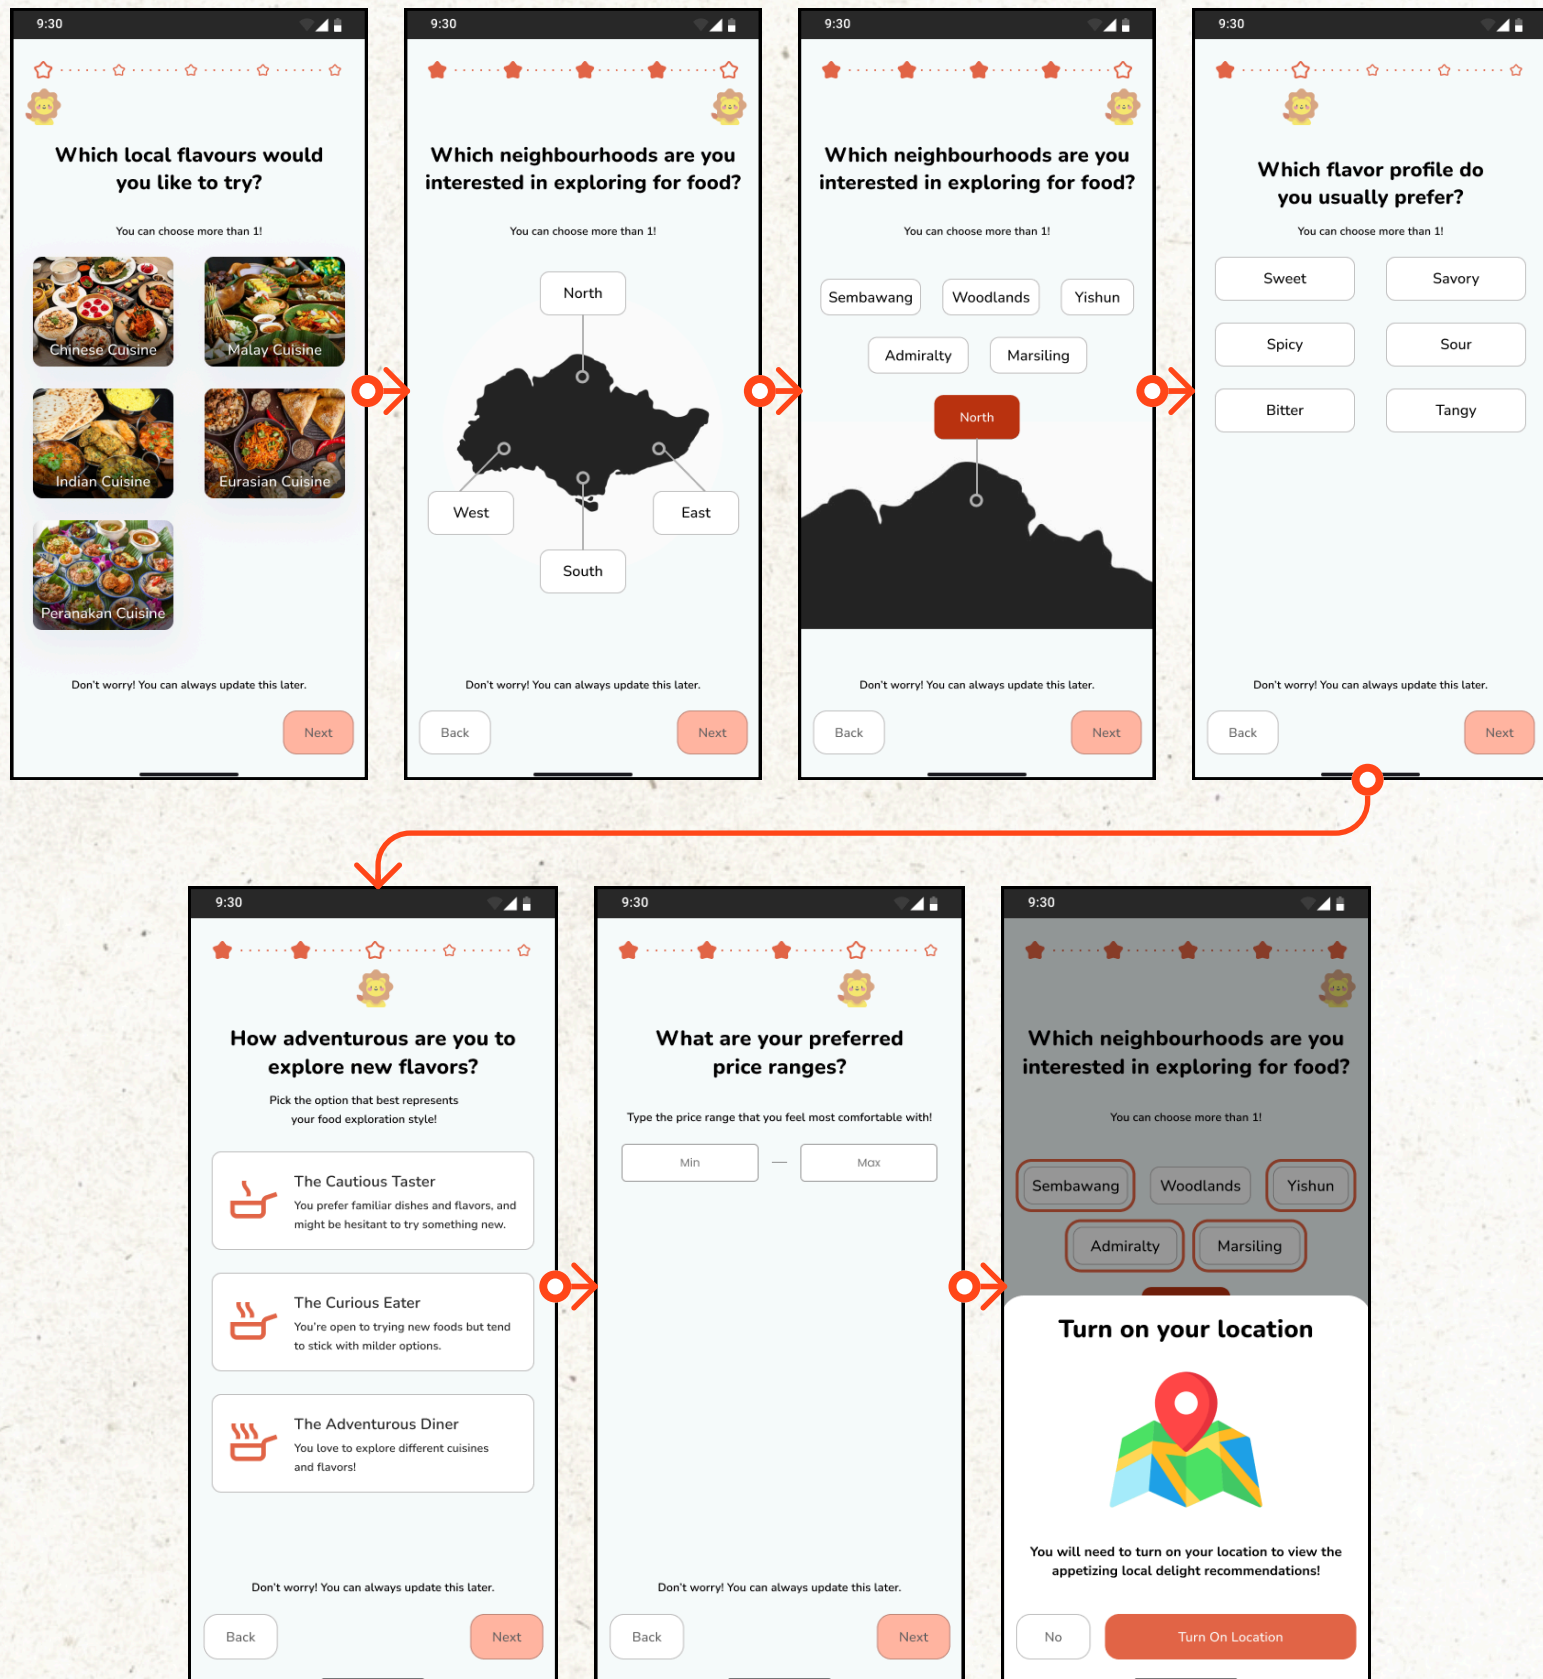 9:30
Which local flavours would
you like to try?
You can choose more than 1!
Chinese Cuisine
Malay Cuisine
Indian Cuisine
Eurasian Cuisine
Peranakan Cuisine
Don't worry! You can always update this later.
Next
9:30
Which neighbourhoods are you
interested in exploring for food?
You can choose more than 1!
North
West
East
South
Don't worry! You can always update this later.
Back
Next
9:30
Which neighbourhoods are you
interested in exploring for food?
You can choose more than 1!
Sembawang
Woodlands
Yishun
Admiralty
Marsiling
North
Don't worry! You can always update this later.
Back
Next
9:30
Which flavor profile do
you usually prefer?
You can choose more than 1!
Sweet
Savory
Spicy
Sour
Bitter
Tangy
Don't worry! You can always update this later.
Back
Next
9:30
How adventurous are you to
explore new flavors?
Pick the option that best represents
your food exploration style!
The Cautious Taster
You prefer familiar dishes and flavors, and
might be hesitant to try something new.
The Curious Eater
You're open to trying new foods but tend
to stick with milder options.
The Adventurous Diner
You love to explore different cuisines
and flavors!
Don't worry! You can always update this later.
Back
Next
9:30
What are your preferred
price ranges?
Type the price range that you feel most comfortable with!
Min — Max
Don't worry! You can always update this later.
Back
Next
9:30
Which neighbourhoods are you
interested in exploring for food?
You can choose more than 1!
Sembawang
Woodlands
Yishun
Admiralty
Marsiling
Turn on your location
You will need to turn on your location to view the
appetizing local delight recommendations!
No
Turn On Location